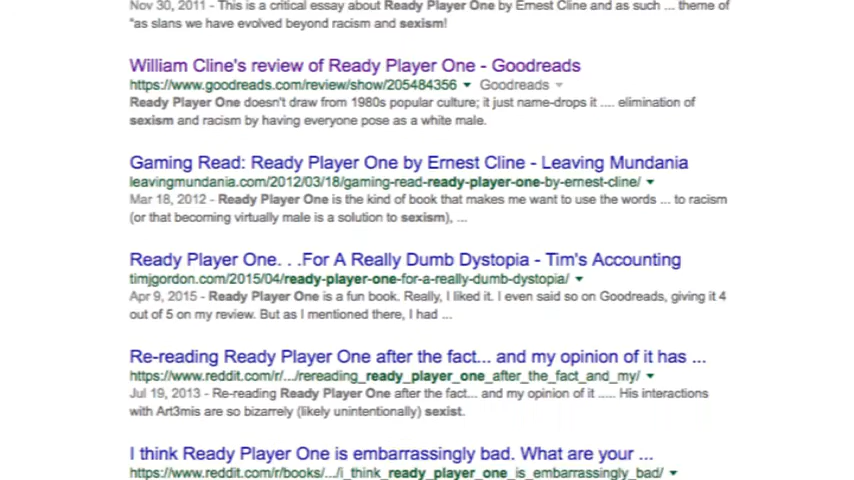 Nov 30, 2011 - This is a critical essay about Ready Player One by Ernest Cline and as such ... theme of
"as slans we have evolved beyond racism and sexism!
William Cline's review of Ready Player One - Goodreads
https://www.goodreads.com/review/show/205484356 ▼ Goodreads ▼
Ready Player One doesn't draw from 1980s popular culture; it just name-drops it .... elimination of
sexism and racism by having everyone pose as a white male.
Gaming Read: Ready Player One by Ernest Cline - Leaving Mundania
leavingmundania.com/2012/03/18/gaming-read-ready-player-one-by-ernest-cline/ ▼
Mar 18, 2012 - Ready Player One is the kind of book that makes me want to use the words ... to racism
(or that becoming virtually male is a solution to sexism), ...
Ready Player One. . .For A Really Dumb Dystopia - Tim's Accounting
timjgordon.com/2015/04/ready-player-one-for-a-really-dumb-dystopia/ ▼
Apr 9, 2015 - Ready Player One is a fun book. Really, I liked it. I even said so on Goodreads, giving it 4
out of 5 on my review. But as I mentioned there, I had ...
Re-reading Ready Player One after the fact... and my opinion of it has ...
https://www.reddit.com/r/.../rereading_ready_player_one_after_the_fact_and_my/ ▼
Jul 19, 2013 - Re-reading Ready Player One after the fact... and my opinion of it ..... His interactions
with Art3mis are so bizarrely (likely unintentionally) sexist.
I think Ready Player One is embarrassingly bad. What are your ...
https://www.reddit.com/r/books/.../i_think_ready_player_one_is_embarrassingly_bad/ ▼